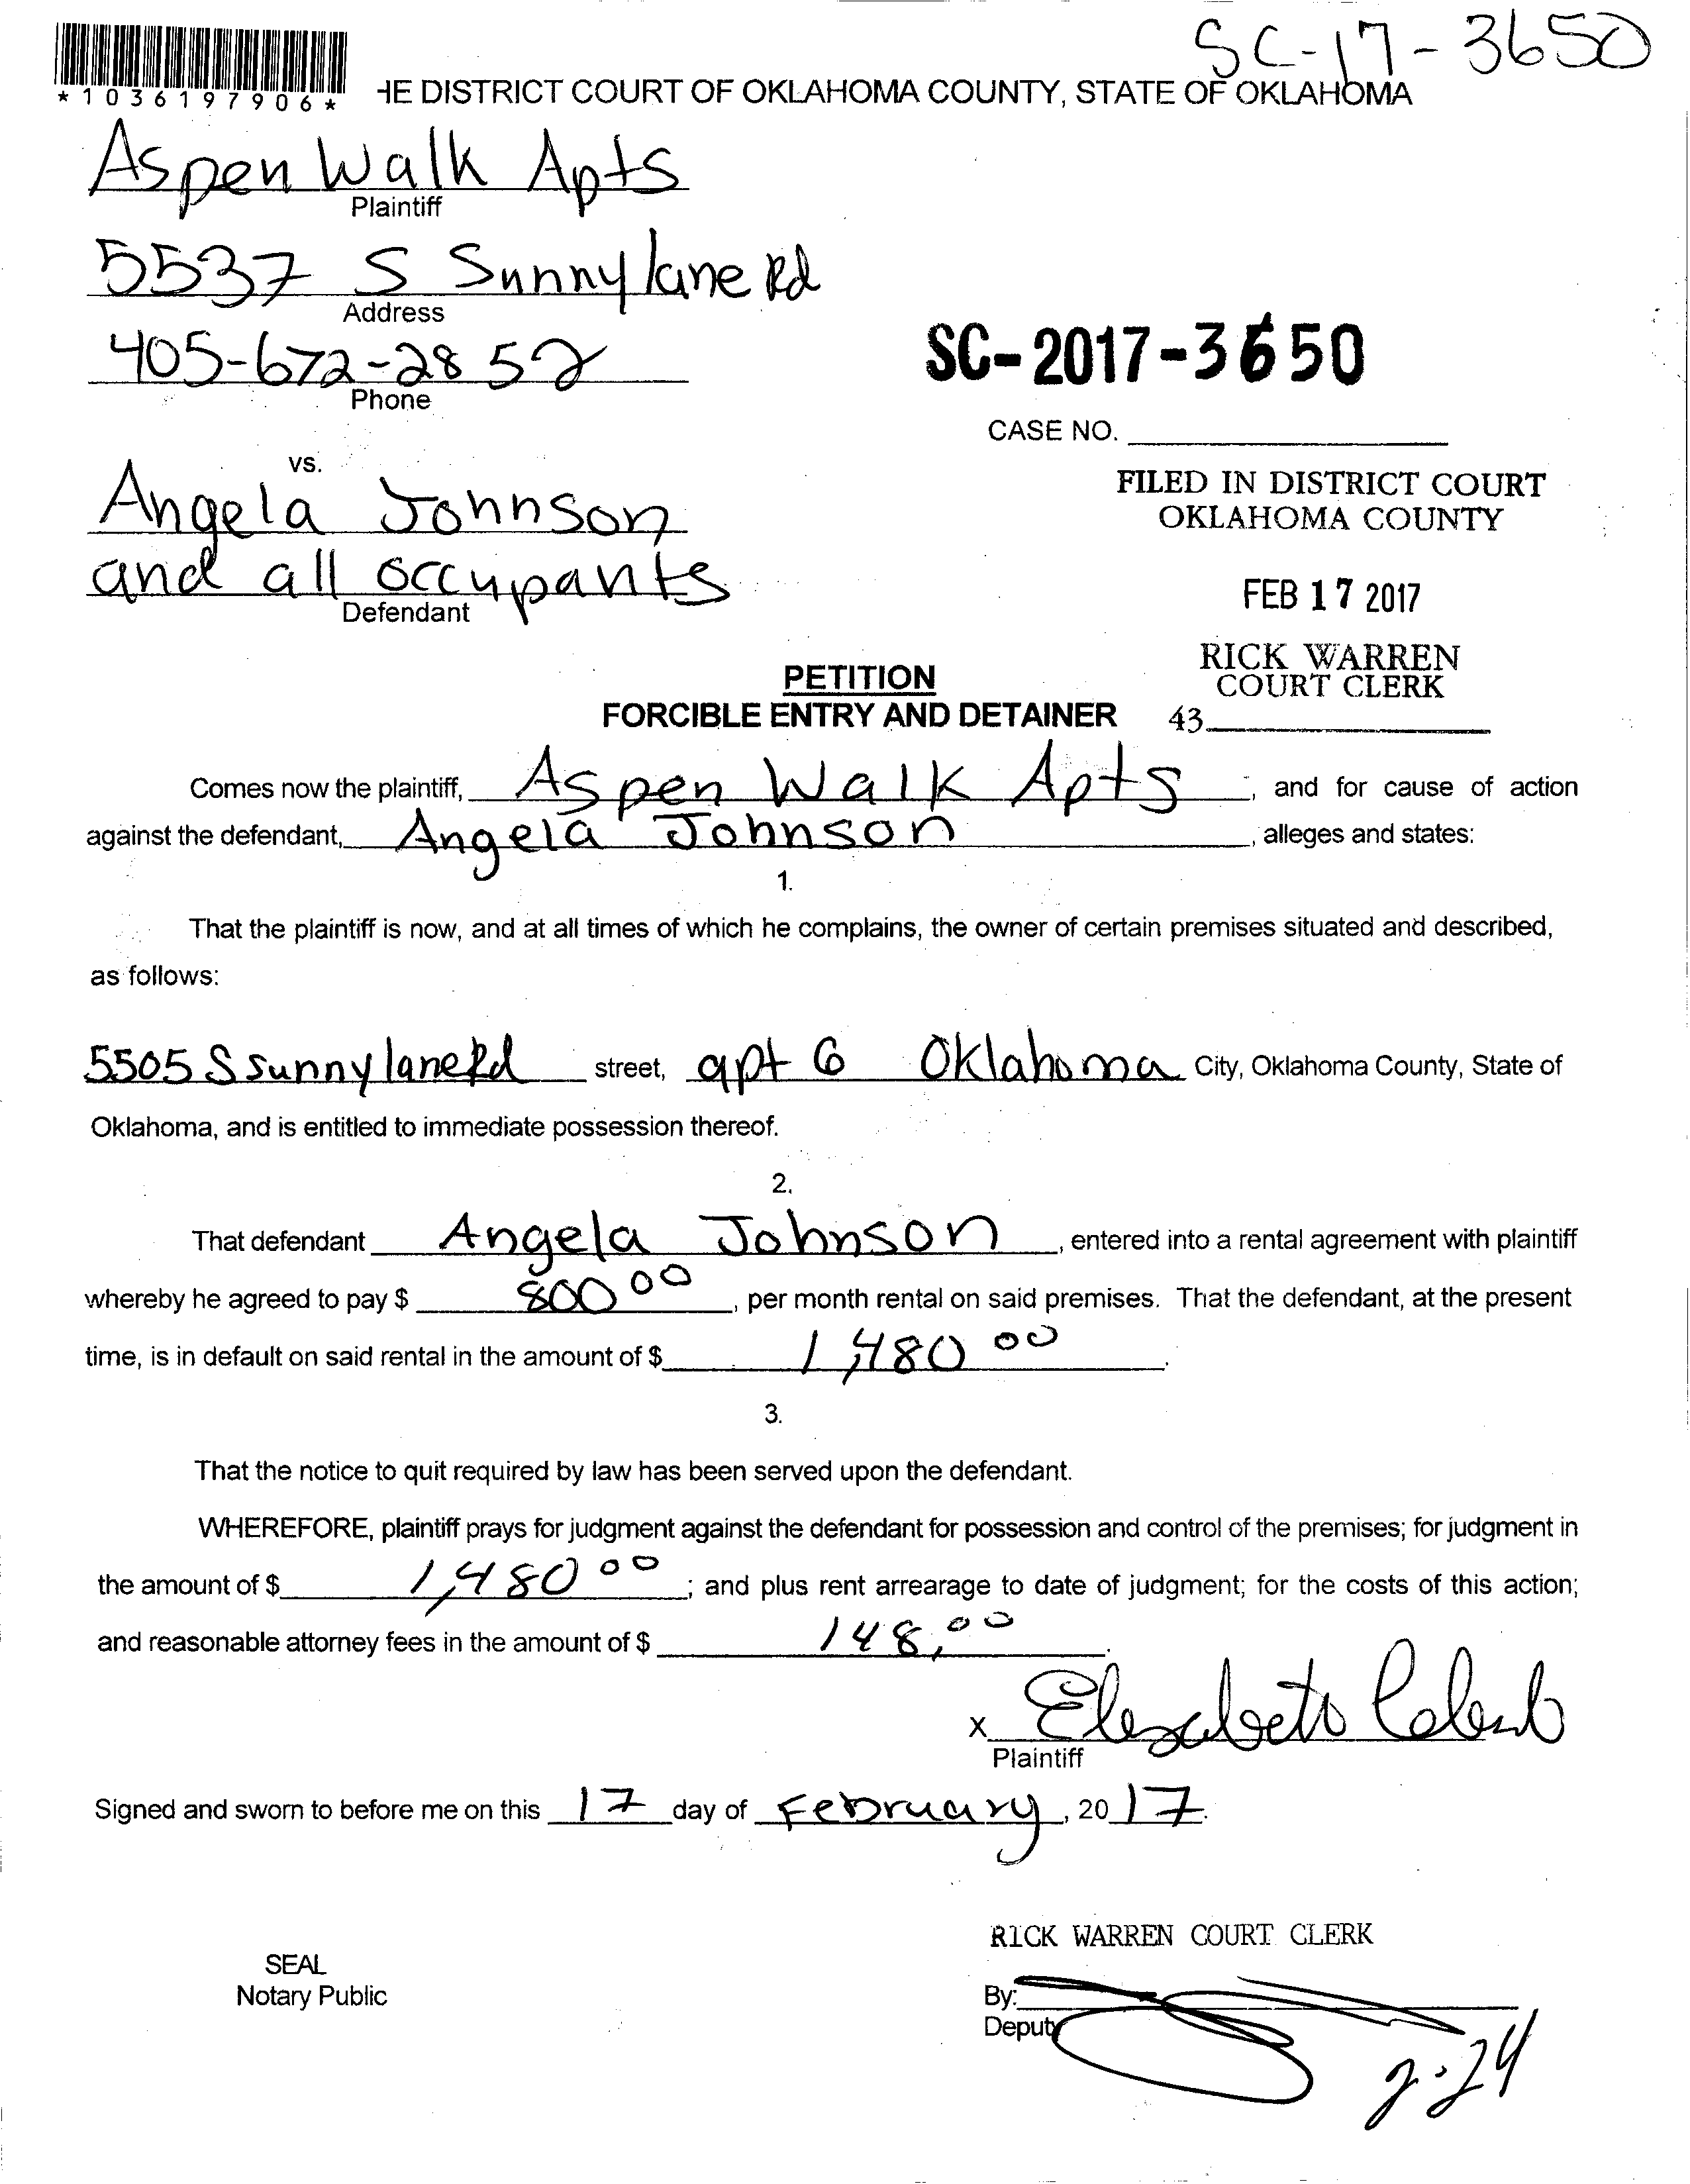 SC-17-3650
*1036197906*
HE DISTRICT COURT OF OKLAHOMA COUNTY, STATE OF OKLAHOMA
Aspen Walk Apts
Plaintiff
5537 S Sunnylane Rd
Address
405-672-2852
Phone
SC-2017-3650
CASE NO.
vs.
FILED IN DISTRICT COURT
OKLAHOMA COUNTY
Angela Johnson
and all occupants
Defendant
FEB 17 2017
RICK WARREN
COURT CLERK
43
PETITION
FORCIBLE ENTRY AND DETAINER
Comes now the plaintiff, Aspen Walk Apts, and for cause of action
against the defendant, Angela Johnson, alleges and states:
1.
That the plaintiff is now, and at all times of which he complains, the owner of certain premises situated and described,
as follows:
5505 S Sunnylane Rd street, apt 6 Oklahoma City, Oklahoma County, State of
Oklahoma, and is entitled to immediate possession thereof.
2.
That defendant Angela Johnson, entered into a rental agreement with plaintiff
whereby he agreed to pay $ 800 00, per month rental on said premises. That the defendant, at the present
time, is in default on said rental in the amount of $ 1,480 00.
3.
That the notice to quit required by law has been served upon the defendant.
WHEREFORE, plaintiff prays for judgment against the defendant for possession and control of the premises; for judgment in
the amount of $ 1,480 00; and plus rent arrearage to date of judgment; for the costs of this action;
and reasonable attorney fees in the amount of $ 148.00.
X
Plaintiff
Signed and sworn to before me on this 17 day of February, 2017.
RICK WARREN COURT CLERK
SEAL
Notary Public
By:
Deputy
2-24